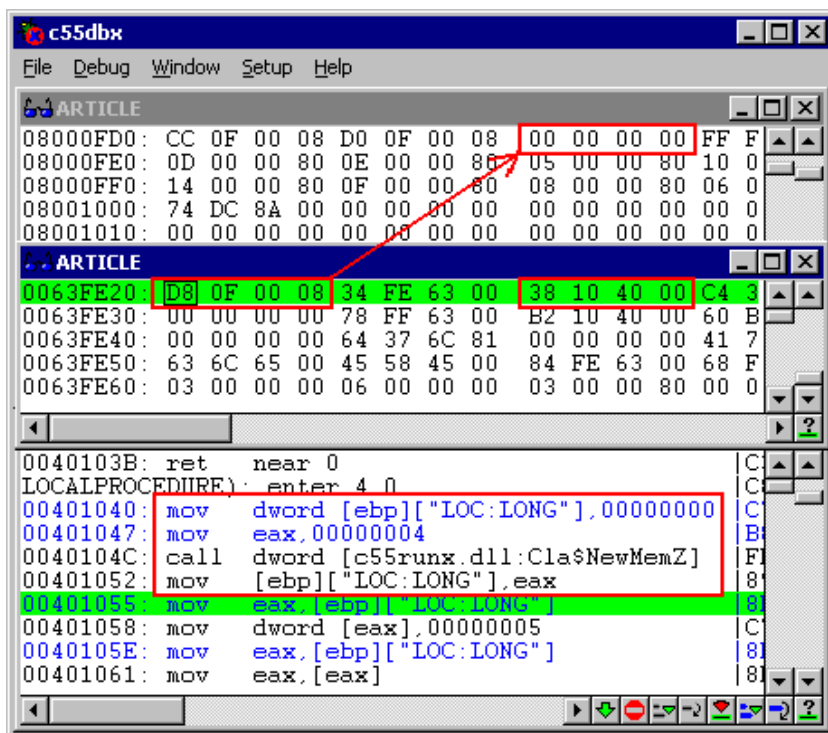 c55dbx
File Debug Window Setup Help
ARTICLE
08000FD0: CC 0F 00 08 D0 0F 00 08 00 00 00 00 FF F
08000FE0: 0D 00 00 80 0E 00 00 80 05 00 00 80 10 0
08000FF0: 14 00 00 80 0F 00 00 80 08 00 00 80 06 0
08001000: 74 DC 8A 00 00 00 00 00 00 00 00 00 00 0
08001010: 00 00 00 00 00 00 00 00 00 00 00 00 00 0
ARTICLE
0063FE20: D8 0F 00 08 34 FE 63 00 38 10 40 00 C4 3
0063FE30: 00 00 00 00 78 FF 63 00 B2 10 40 00 60 B
0063FE40: 00 00 00 00 64 37 6C 81 00 00 00 00 41 7
0063FE50: 63 6C 65 00 45 58 45 00 84 FE 63 00 68 F
0063FE60: 03 00 00 00 06 00 00 00 03 00 00 80 00 0
0040103B: ret near 0 |C
LOCALPROCEDURE): enter 4 0 |C
00401040: mov dword [ebp]["LOC:LONG"],00000000 |C
00401047: mov eax,00000004 |B
0040104C: call dword [c55runx.dll:Cla$NewMemZ] |F
00401052: mov [ebp]["LOC:LONG"],eax |8
00401055: mov eax,[ebp]["LOC:LONG"] |8
00401058: mov dword [eax],00000005 |C
0040105E: mov eax,[ebp]["LOC:LONG"] |8
00401061: mov eax,[eax] |8